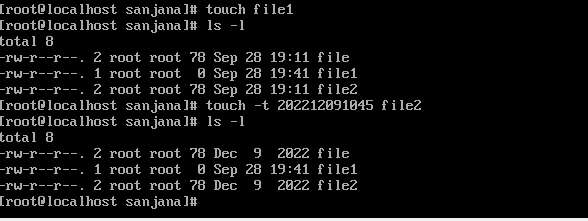 [root@localhost sanjana]# touch file1
[root@localhost sanjana]# ls -l
total 8
-rw-r--r--. 2 root root 78 Sep 28 19:11 file
-rw-r--r--. 1 root root  0 Sep 28 19:41 file1
-rw-r--r--. 2 root root 78 Sep 28 19:11 file2
[root@localhost sanjana]# touch -t 202212091045 file2
[root@localhost sanjana]# ls -l
total 8
-rw-r--r--. 2 root root 78 Dec  9  2022 file
-rw-r--r--. 1 root root  0 Sep 28 19:41 file1
-rw-r--r--. 2 root root 78 Dec  9  2022 file2
[root@localhost sanjana]#